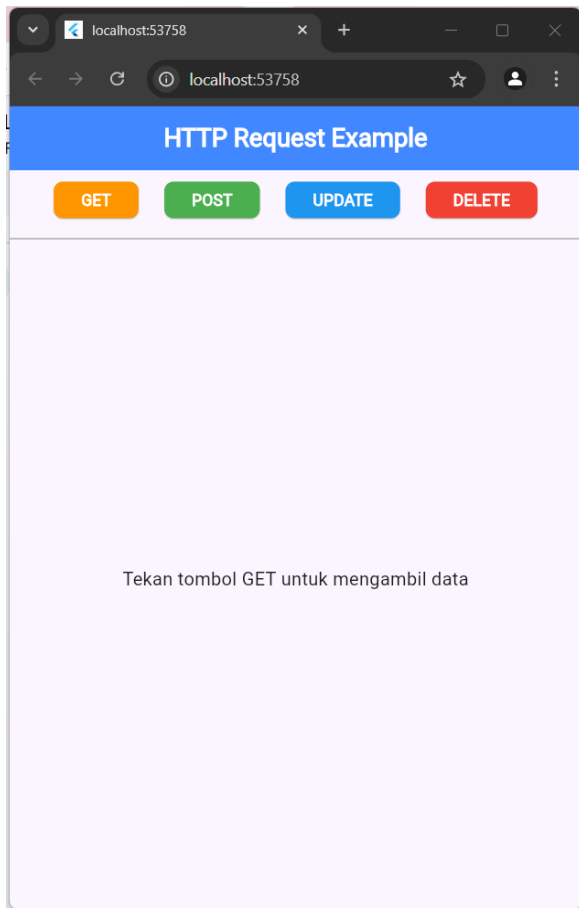 localhost:53758
localhost:53758
HTTP Request Example
GET POST UPDATE DELETE
Tekan tombol GET untuk mengambil data